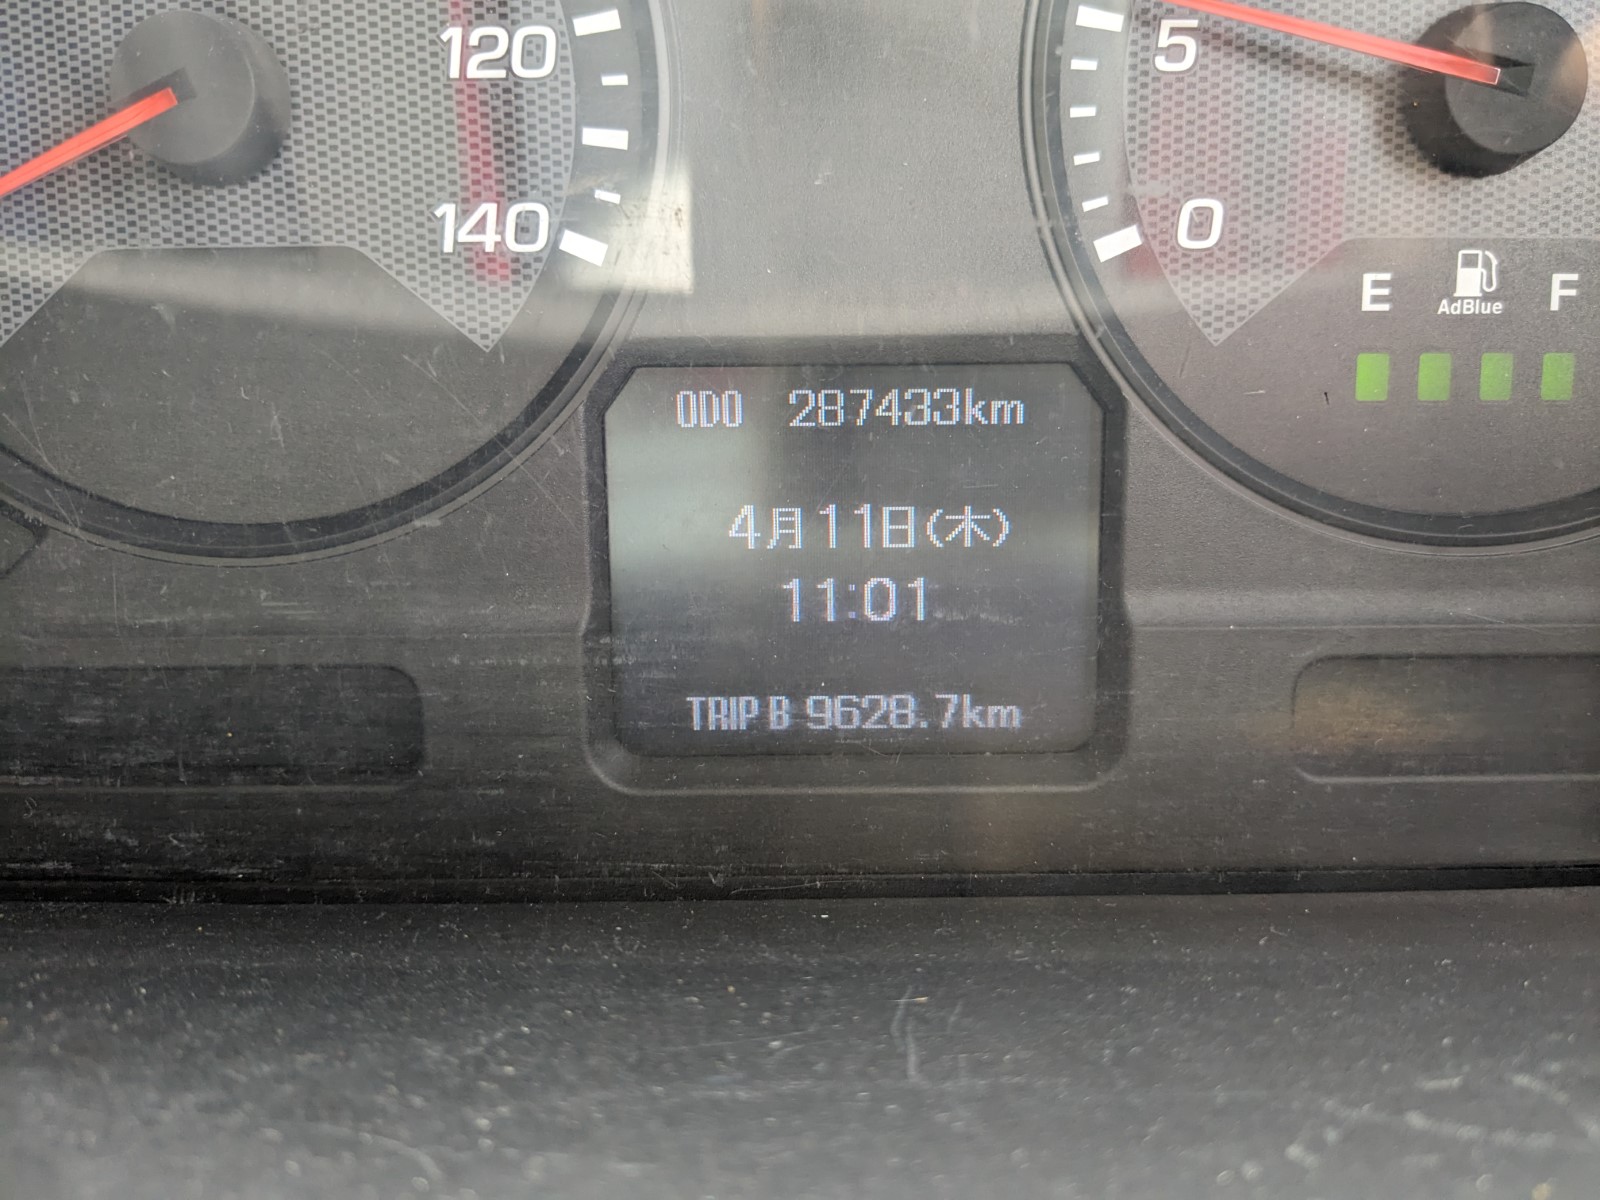 120
140
5
0
E
F
AdBlue
ODO 287433km
4月11日(木)
11:01
TRIP B 9628.7km